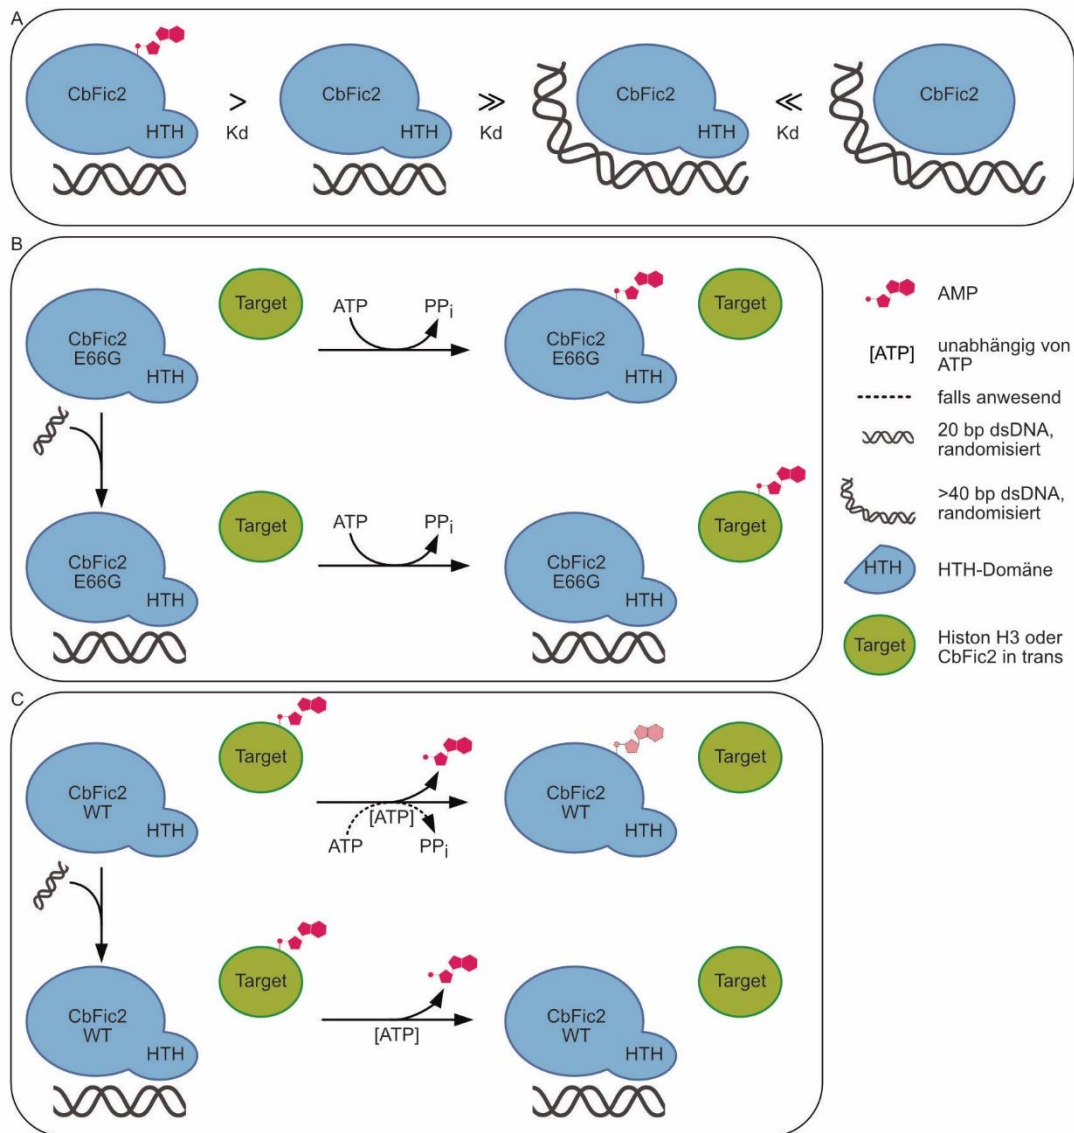 A
CbFic2
HTH
>
Kd
CbFic2
HTH
≫
Kd
CbFic2
HTH
≪
Kd
CbFic2
B
CbFic2
E66G
HTH
Target
ATP
PPi
CbFic2
E66G
HTH
Target
CbFic2
E66G
HTH
Target
ATP
PPi
CbFic2
E66G
HTH
Target
AMP
[ATP]
unabhängig von
ATP
falls anwesend
20 bp dsDNA,
randomisiert
>40 bp dsDNA,
randomisiert
HTH
HTH-Domäne
Target
Histon H3 oder
CbFic2 in trans
C
CbFic2
WT
HTH
Target
[ATP]
ATP
PPi
CbFic2
WT
HTH
Target
CbFic2
WT
HTH
Target
[ATP]
CbFic2
WT
HTH
Target